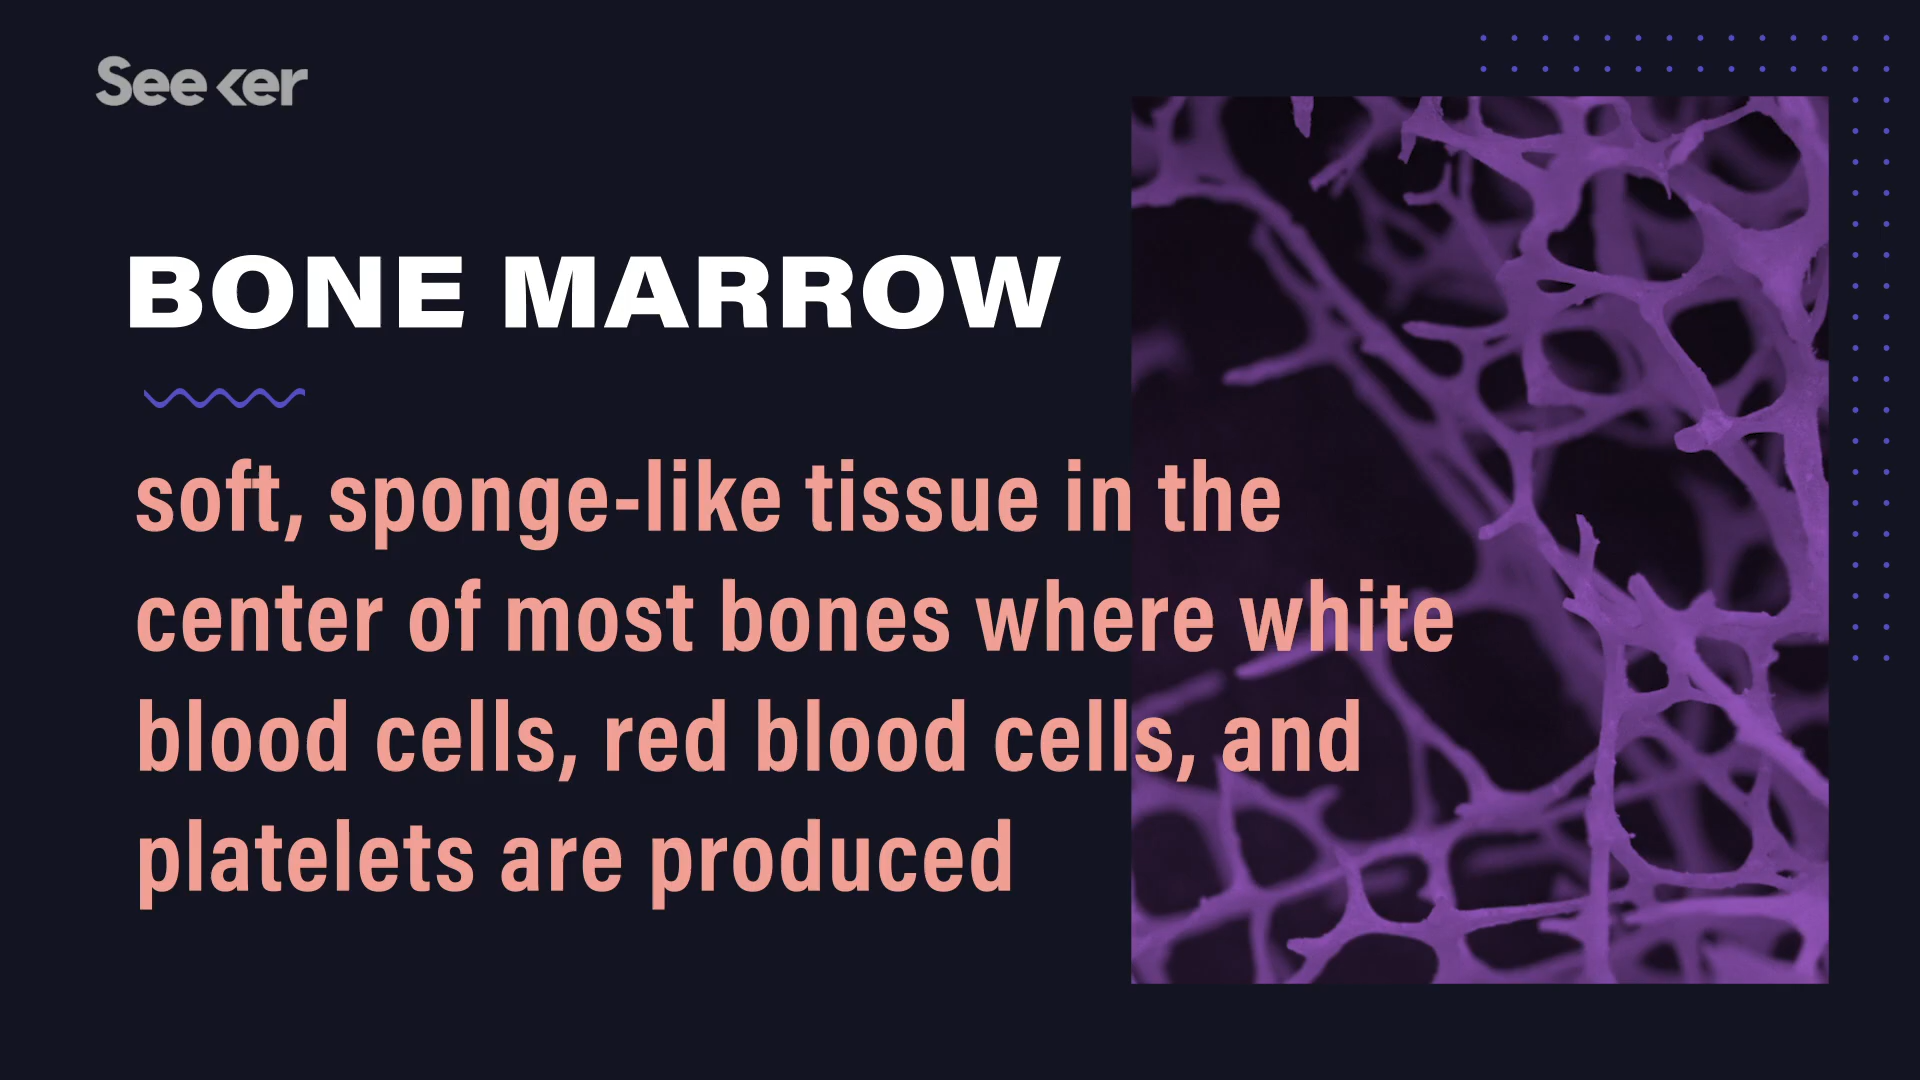 Seeker
BONE MARROW
soft, sponge-like tissue in the
center of most bones where white
blood cells, red blood cells, and
platelets are produced